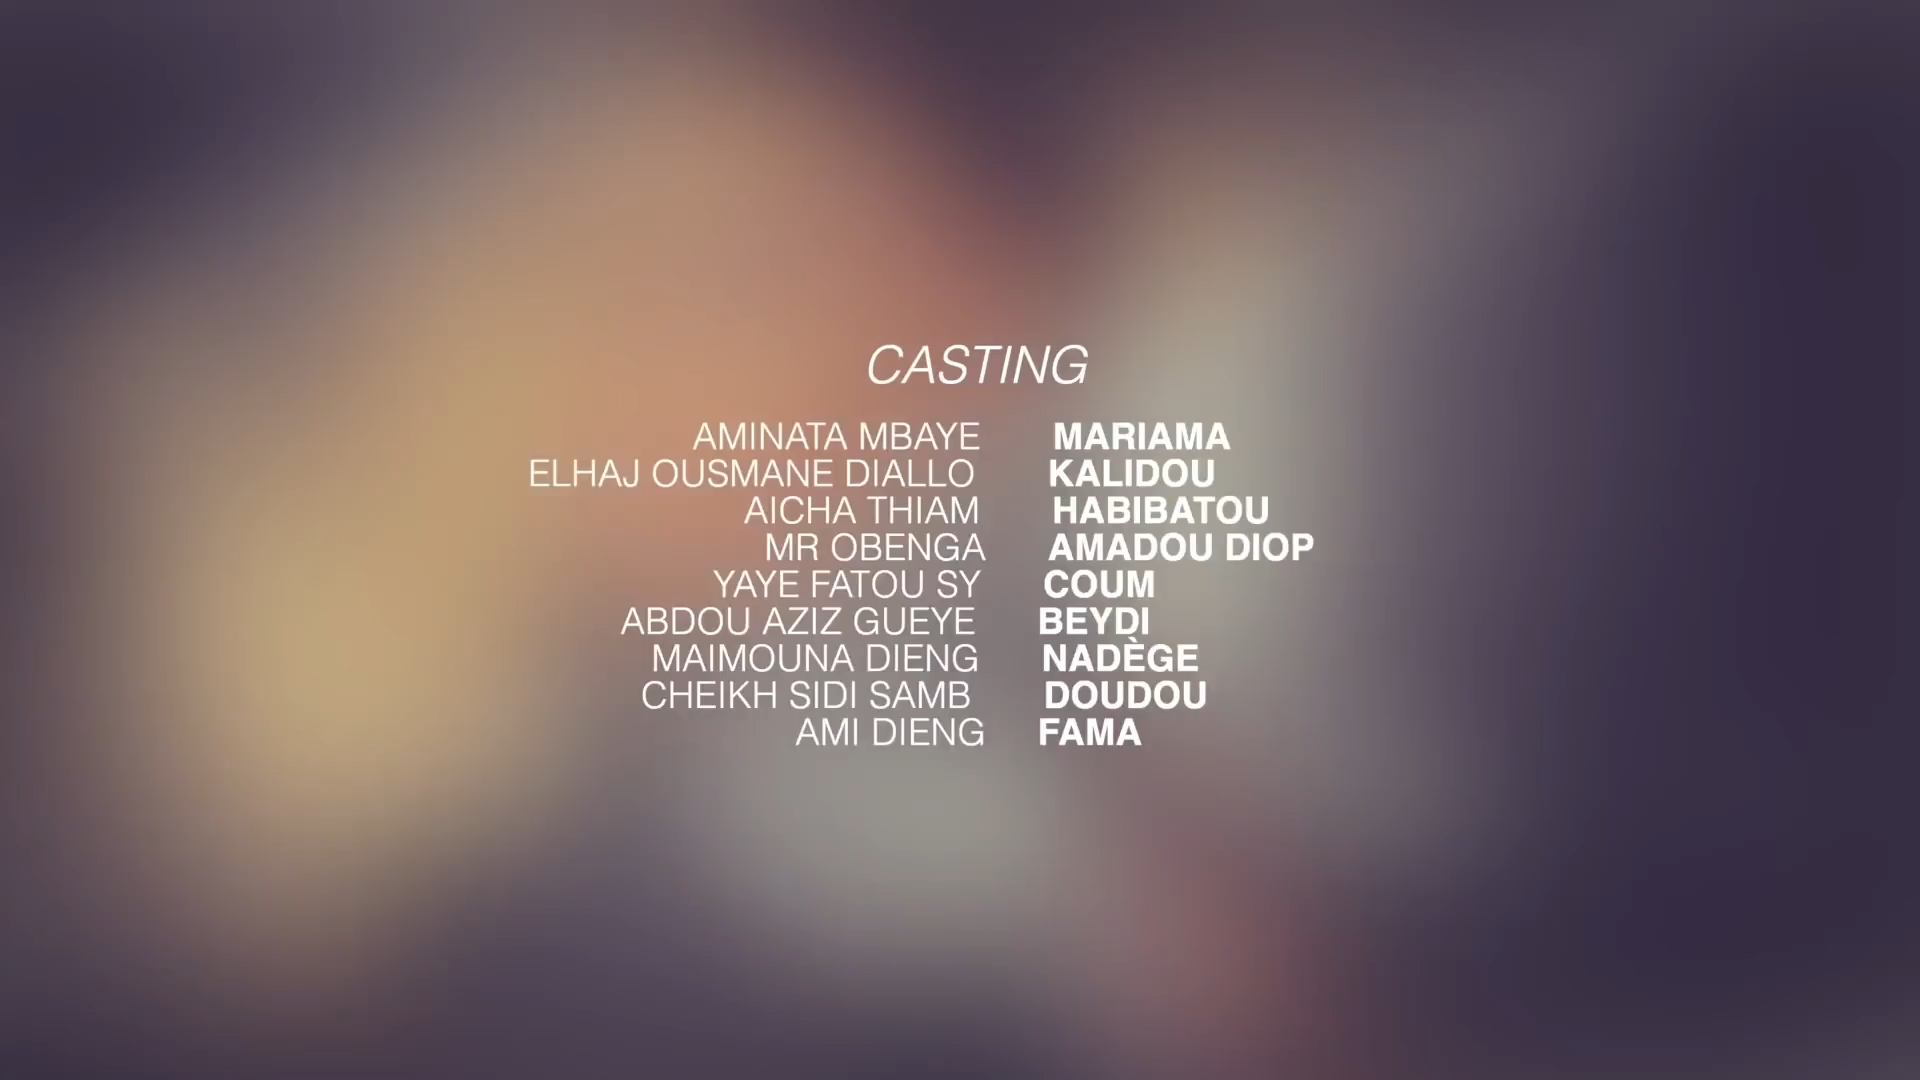 CASTING
AMINATA MBAYE MARIAMA
ELHAJ OUSMANE DIALLO KALIDOU
AICHA THIAM HABIBATOU
MR OBENGA AMADOU DIOP
YAYE FATOU SY COUM
ABDOU AZIZ GUEYE BEYDI
MAIMOUNA DIENG NADÈGE
CHEIKH SIDI SAMB DOUDOU
AMI DIENG FAMA